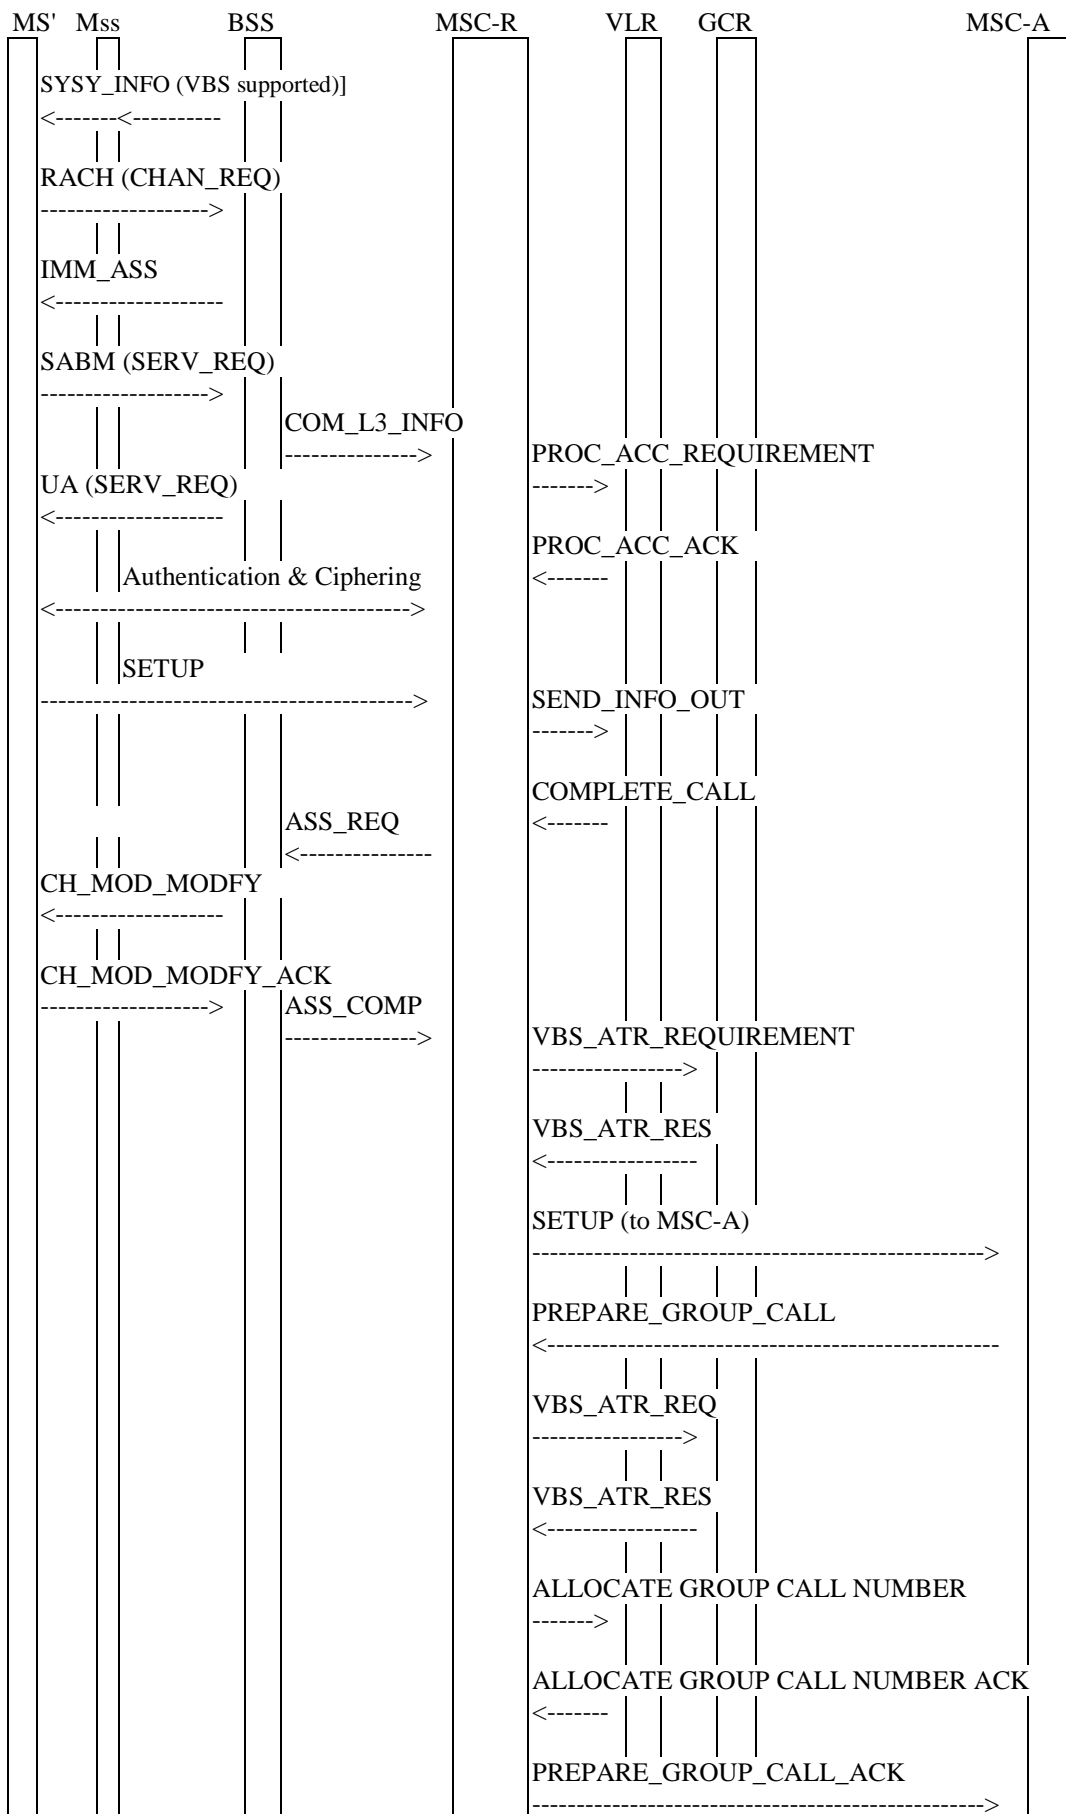 MS' Mss BSS MSC-R VLR GCR MSC-A
SYSY_INFO (VBS supported)]
<-------<----------
RACH (CHAN_REQ)
------------------->
IMM_ASS
<-------------------
SABM (SERV_REQ)
------------------->
COM_L3_INFO
---------------> PROC_ACC_REQUIREMENT
UA (SERV_REQ) ------->
<-------------------
PROC_ACC_ACK
Authentication & Ciphering <-------
<---------------------------------------->
SETUP
------------------------------------------> SEND_INFO_OUT
------->
COMPLETE_CALL
ASS_REQ <-------
<---------------
CH_MOD_MODFY
<-------------------
CH_MOD_MODFY_ACK
-------------------> ASS_COMP
---------------> VBS_ATR_REQUIREMENT
----------------->
VBS_ATR_RES
<-----------------
SETUP (to MSC-A)
--------------------------------------------------->
PREPARE_GROUP_CALL
<---------------------------------------------------
VBS_ATR_REQ
----------------->
VBS_ATR_RES
<-----------------
ALLOCATE GROUP CALL NUMBER
------->
ALLOCATE GROUP CALL NUMBER ACK
<-------
PREPARE_GROUP_CALL_ACK
--------------------------------------------------->